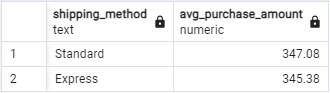 shipping_method avg_purchase_amount
text numeric
1 Standard 347.08
2 Express 345.38